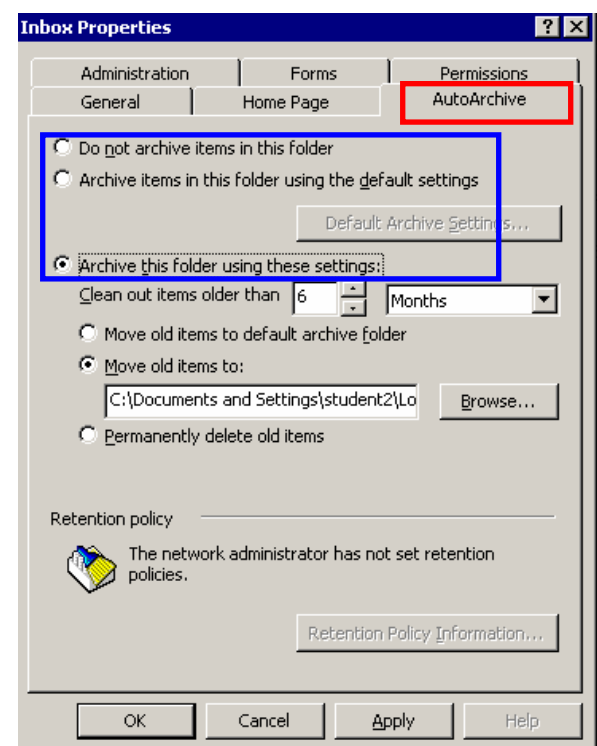 Inbox Properties
Administration Forms Permissions
General Home Page AutoArchive
Do not archive items in this folder
Archive items in this folder using the default settings
Default Archive Settings...
Archive this folder using these settings:
Clean out items older than 6 Months
Move old items to default archive folder
Move old items to:
C:\Documents and Settings\student2\Lo Browse...
Permanently delete old items
Retention policy
The network administrator has not set retention
policies.
Retention Policy Information...
OK Cancel Apply Help